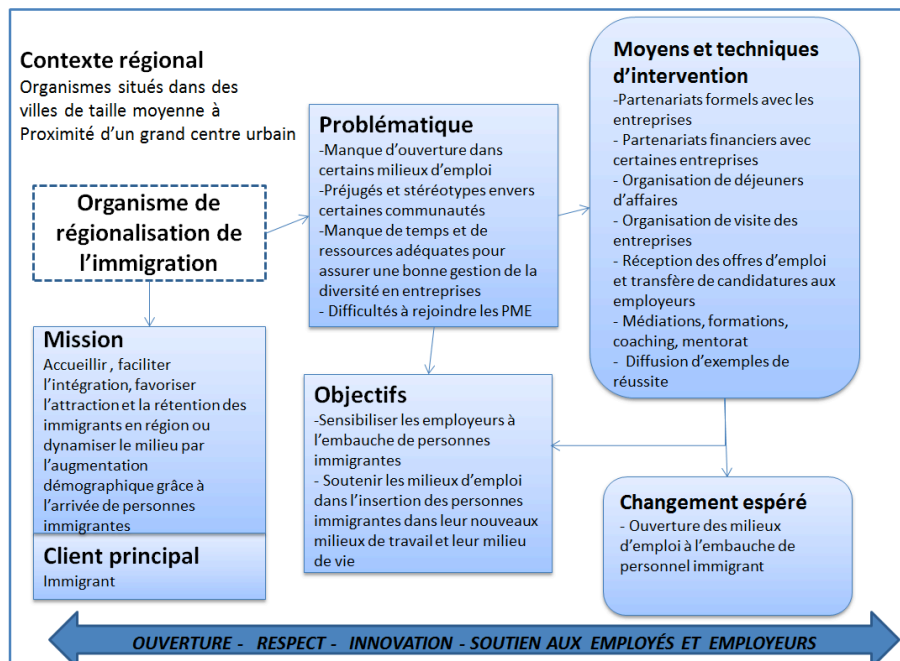 Contexte régional
Organismes situés dans des
villes de taille moyenne à
Proximité d'un grand centre urbain
Organisme de
régionalisation de
l'immigration
Mission
Accueillir , faciliter
l'intégration, favoriser
l'attraction et la rétention des
immigrants en région ou
dynamiser le milieu par
l'augmentation
démographique grâce à
l'arrivée de personnes
immigrantes
Client principal
Immigrant
Problématique
-Manque d'ouverture dans
certains milieux d'emploi
-Préjugés et stéréotypes envers
certaines communautés
-Manque de temps et de
ressources adéquates pour
assurer une bonne gestion de la
diversité en entreprises
- Difficultés à rejoindre les PME
Objectifs
-Sensibiliser les employeurs à
l'embauche de personnes
immigrantes
- Soutenir les milieux d'emploi
dans l'insertion des personnes
immigrantes dans leur nouveaux
milieux de travail et leur milieu
de vie
Moyens et techniques
d'intervention
-Partenariats formels avec les
entreprises
- Partenariats financiers avec
certaines entreprises
- Organisation de déjeuners
d'affaires
- Organisation de visite des
entreprises
- Réception des offres d'emploi
et transfère de candidatures aux
employeurs
- Médiations, formations,
coaching, mentorat
- Diffusion d'exemples de
réussite
Changement espéré
- Ouverture des milieux
d'emploi à l'embauche de
personnel immigrant
OUVERTURE - RESPECT - INNOVATION - SOUTIEN AUX EMPLOYÉS ET EMPLOYEURS